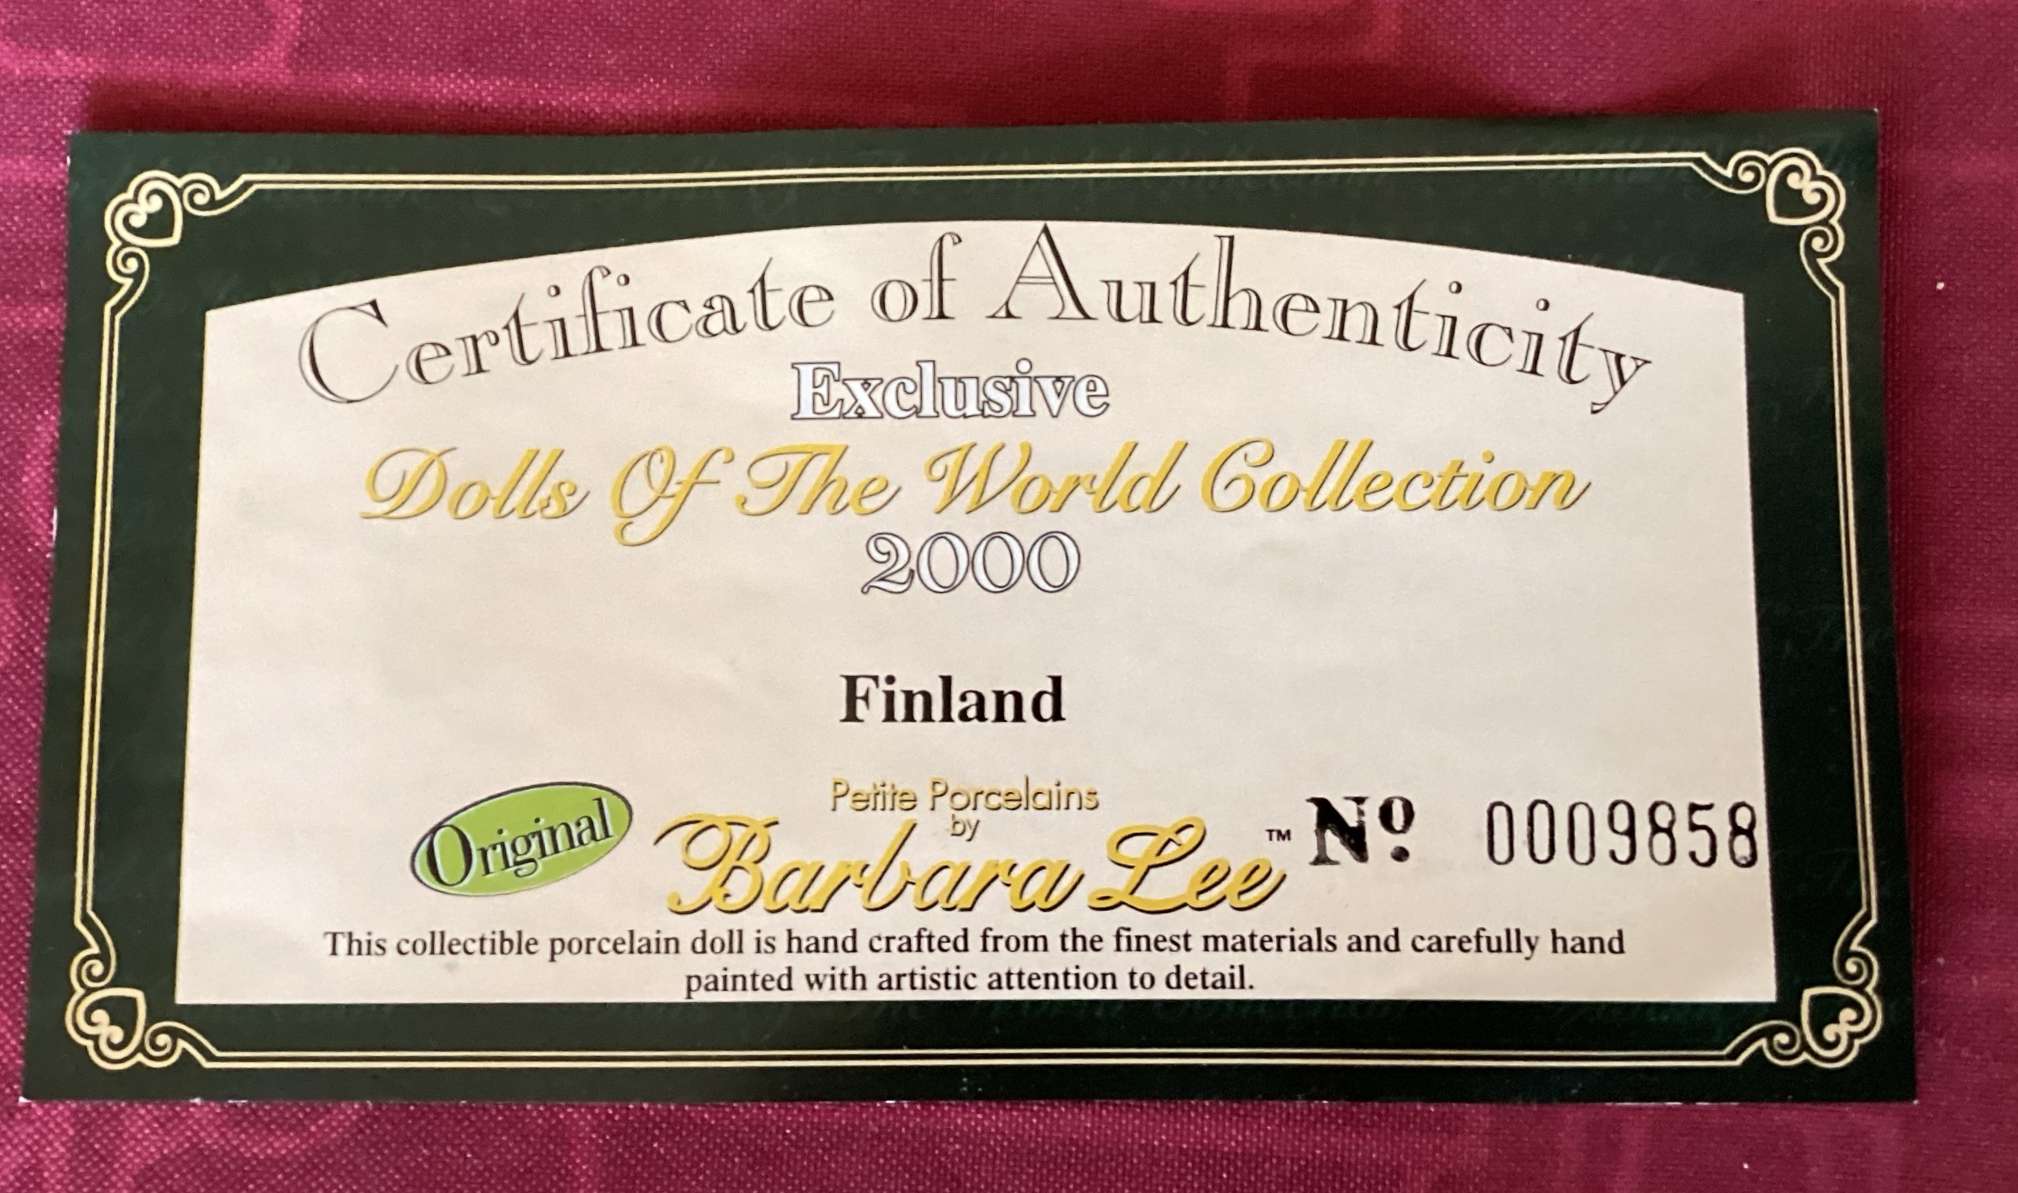 Certificate of Authenticity
Exclusive
Dolls Of The World Collection
2000
Finland
Original
Petite Porcelains
by
Barbara Lee™
Nº 0009858
This collectible porcelain doll is hand crafted from the finest materials and carefully hand
painted with artistic attention to detail.